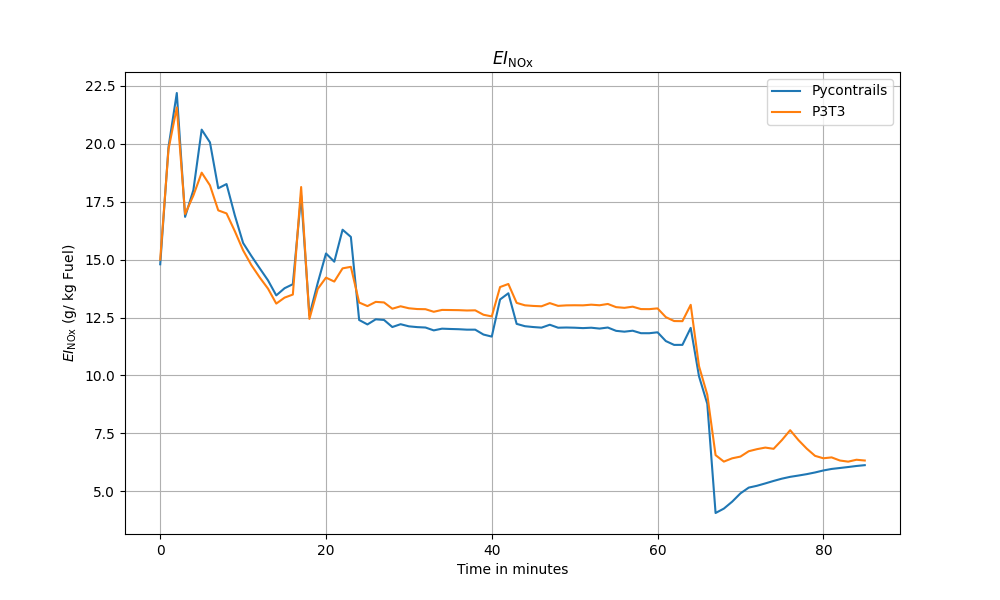 EI_NOx
Pycontrails
P3T3
EI_NOx (g/ kg Fuel)
22.5
20.0
17.5
15.0
12.5
10.0
7.5
5.0
0 20 40 60 80
Time in minutes